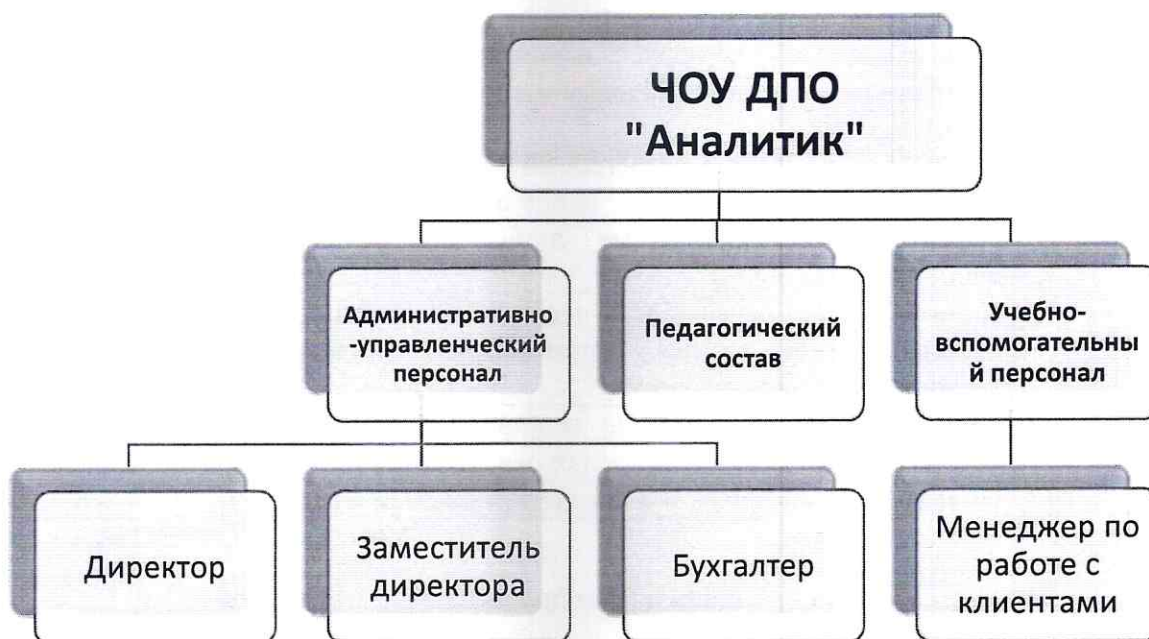 ЧОУ ДПО
"Аналитик"
Административно
-управленческий
персонал
Педагогический
состав
Учебно-
вспомогательны
й персонал
Директор
Заместитель
директора
Бухгалтер
Менеджер по
работе с
клиентами